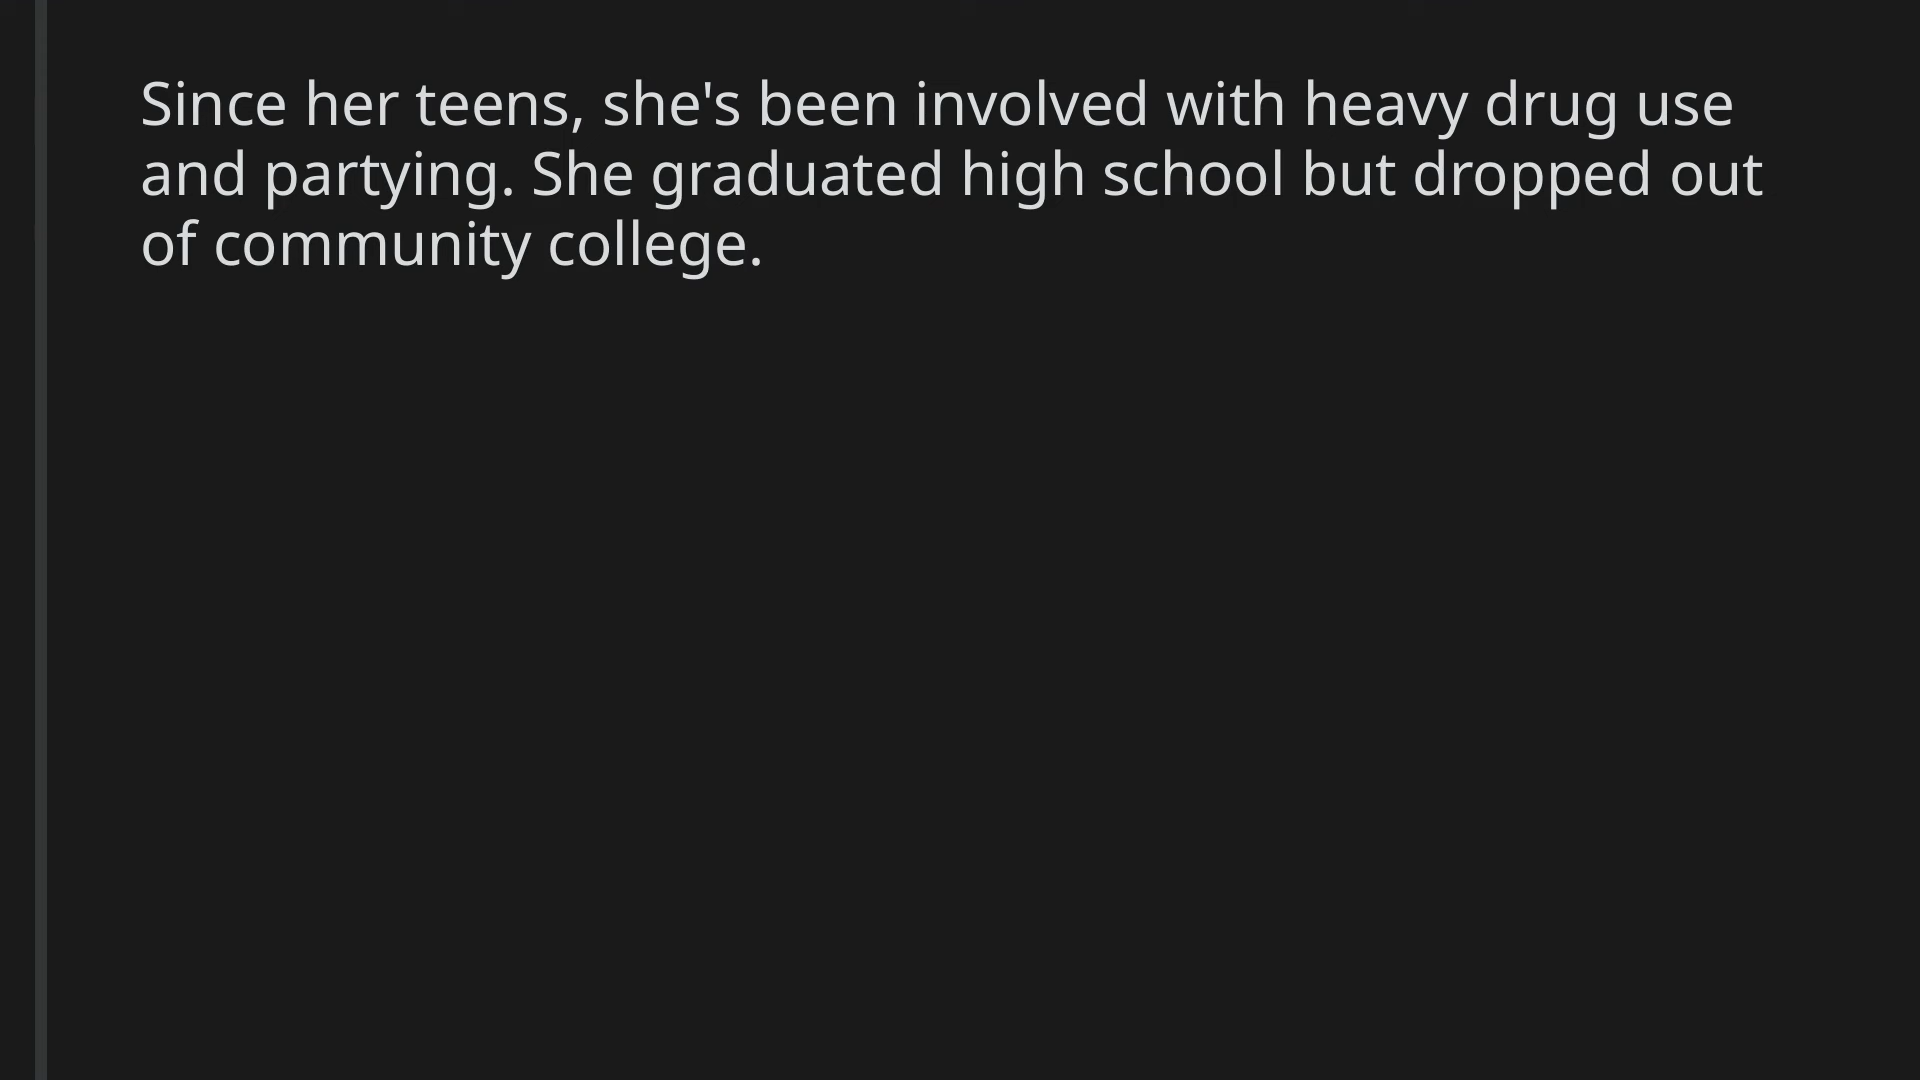 Since her teens, she's been involved with heavy drug use
and partying. She graduated high school but dropped out
of community college.